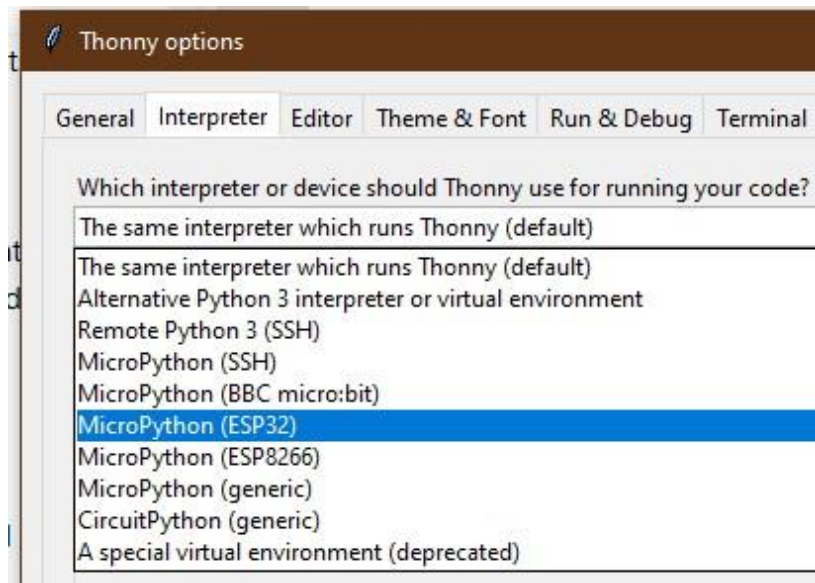 Thonny options
General Interpreter Editor Theme & Font Run & Debug Terminal
Which interpreter or device should Thonny use for running your code?
The same interpreter which runs Thonny (default)
The same interpreter which runs Thonny (default)
Alternative Python 3 interpreter or virtual environment
Remote Python 3 (SSH)
MicroPython (SSH)
MicroPython (BBC micro:bit)
MicroPython (ESP32)
MicroPython (ESP8266)
MicroPython (generic)
CircuitPython (generic)
A special virtual environment (deprecated)